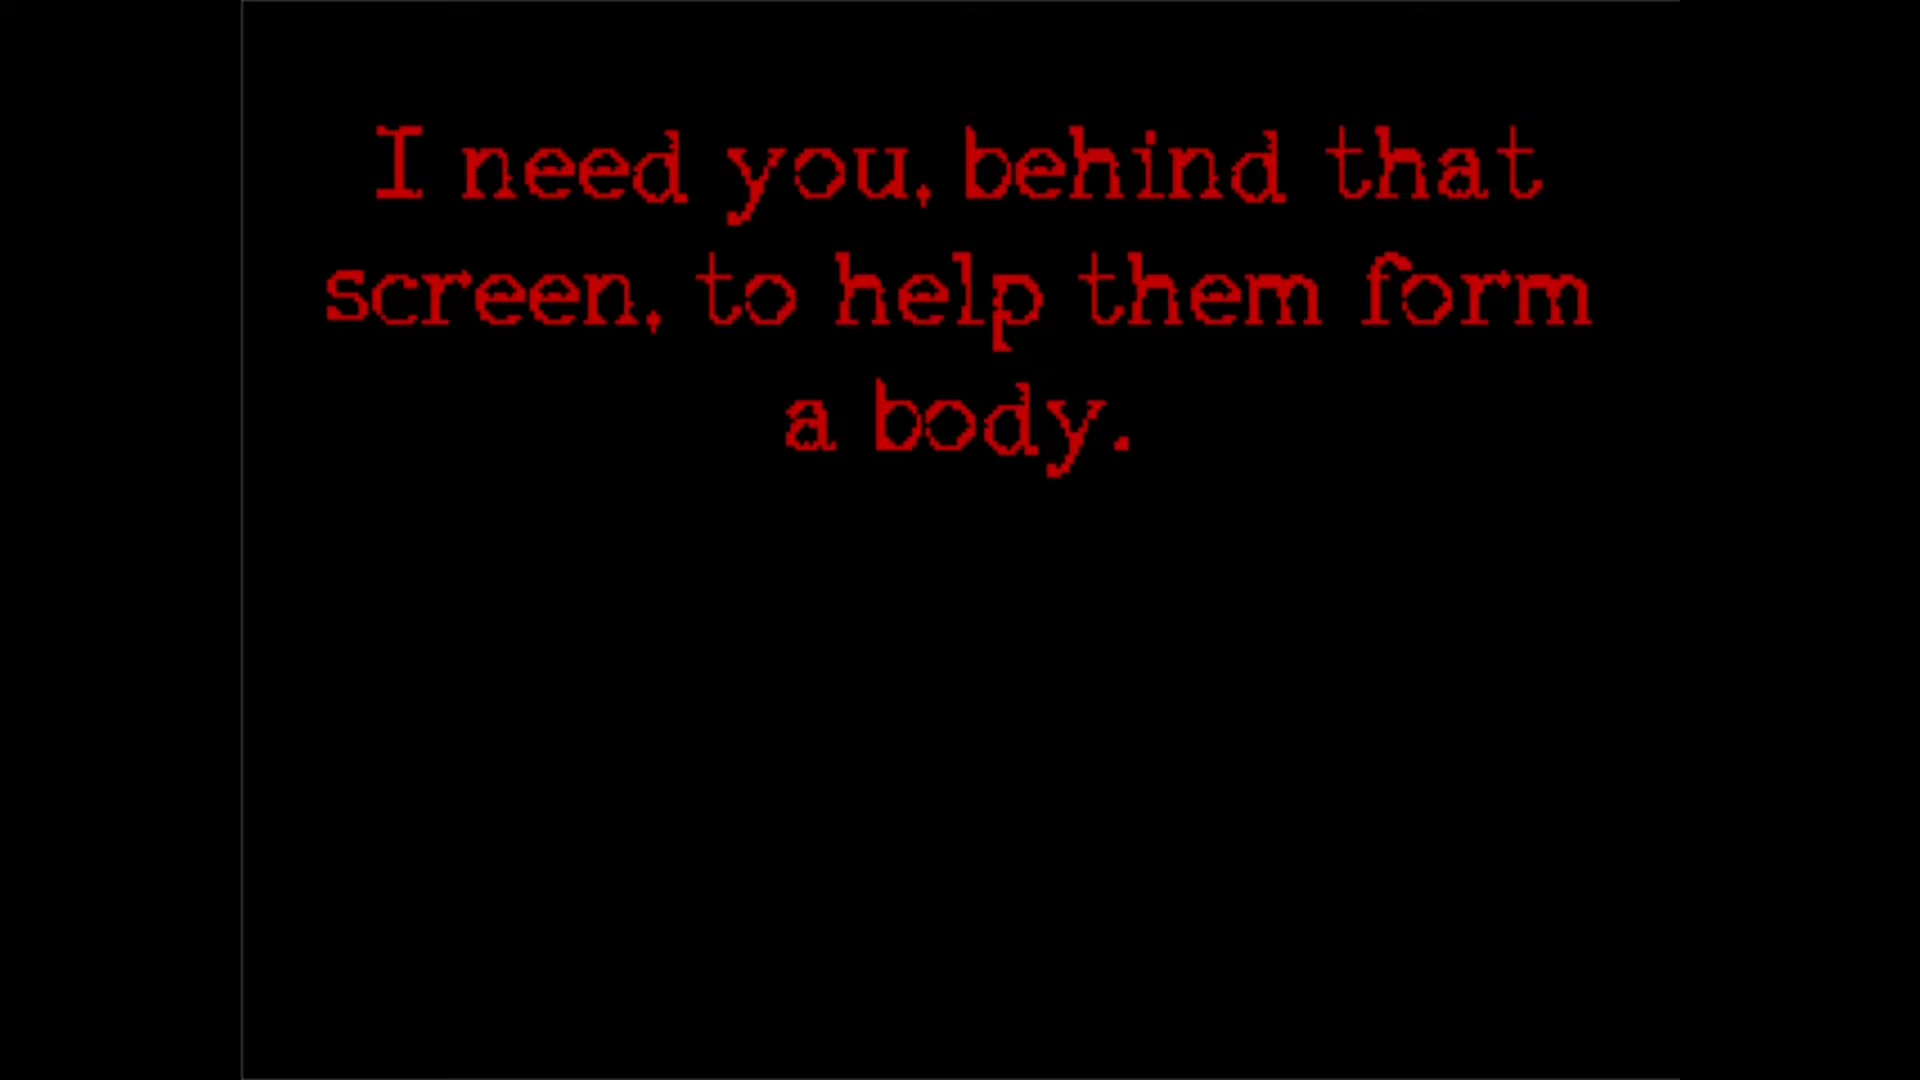 I need you, behind that
screen, to help them form
a body.